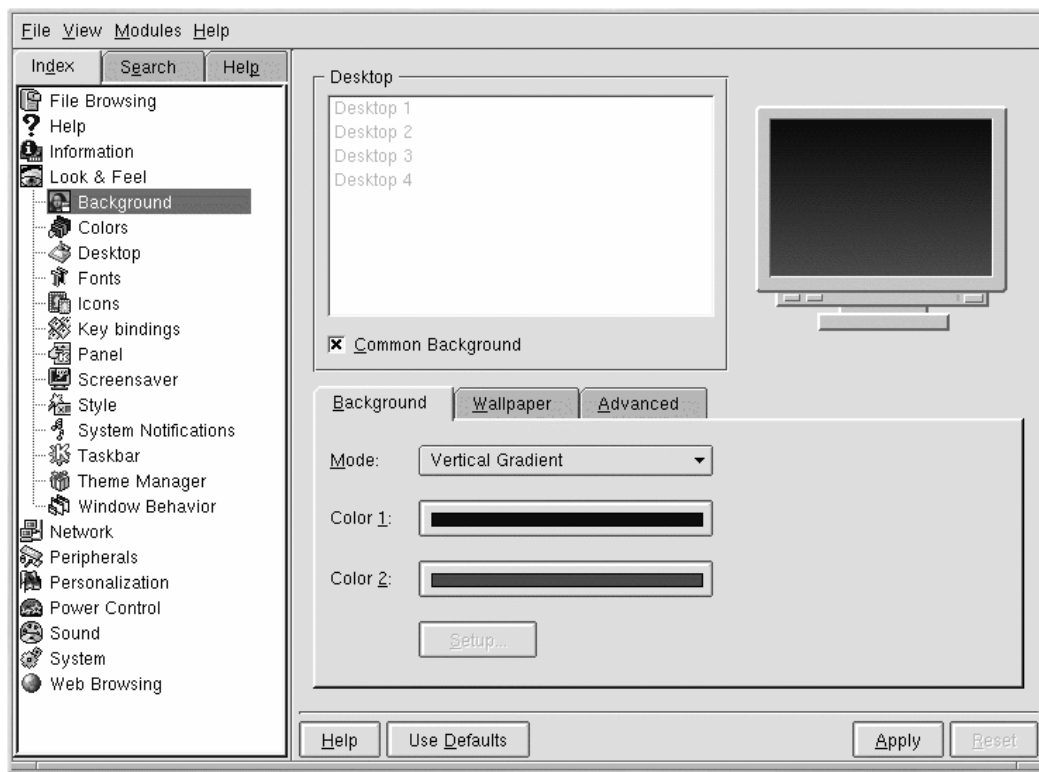 File View Modules Help
Index Search Help
File Browsing
Help
Information
Look & Feel
Background
Colors
Desktop
Fonts
Icons
Key bindings
Panel
Screensaver
Style
System Notifications
Taskbar
Theme Manager
Window Behavior
Network
Peripherals
Personalization
Power Control
Sound
System
Web Browsing
Desktop
Desktop 1
Desktop 2
Desktop 3
Desktop 4
Common Background
Background Wallpaper Advanced
Mode: Vertical Gradient
Color 1:
Color 2:
Setup...
Help Use Defaults Apply Reset